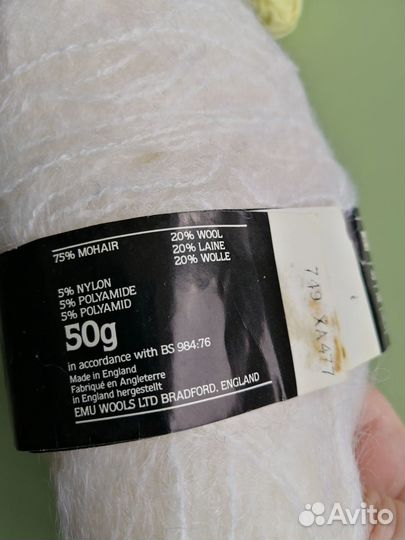 75% MOHAIR
20% WOOL
20% LAINE
20% WOLLE
5% NYLON
5% POLYAMIDE
5% POLYAMID
50g
in accordance with BS 984:76
Made in England
Fabriqué en Angleterre
in England hergestellt
EMU WOOLS LTD BRADFORD, ENGLAND
Avito